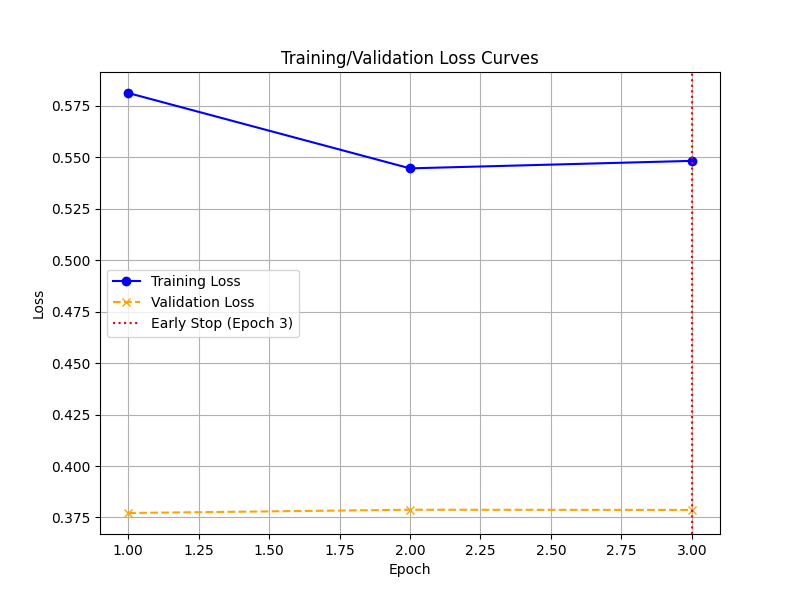 Training/Validation Loss Curves
0.575
0.550
0.525
0.500
0.475
0.450
0.425
0.400
0.375
Loss
Training Loss
Validation Loss
Early Stop (Epoch 3)
1.00 1.25 1.50 1.75 2.00 2.25 2.50 2.75 3.00
Epoch